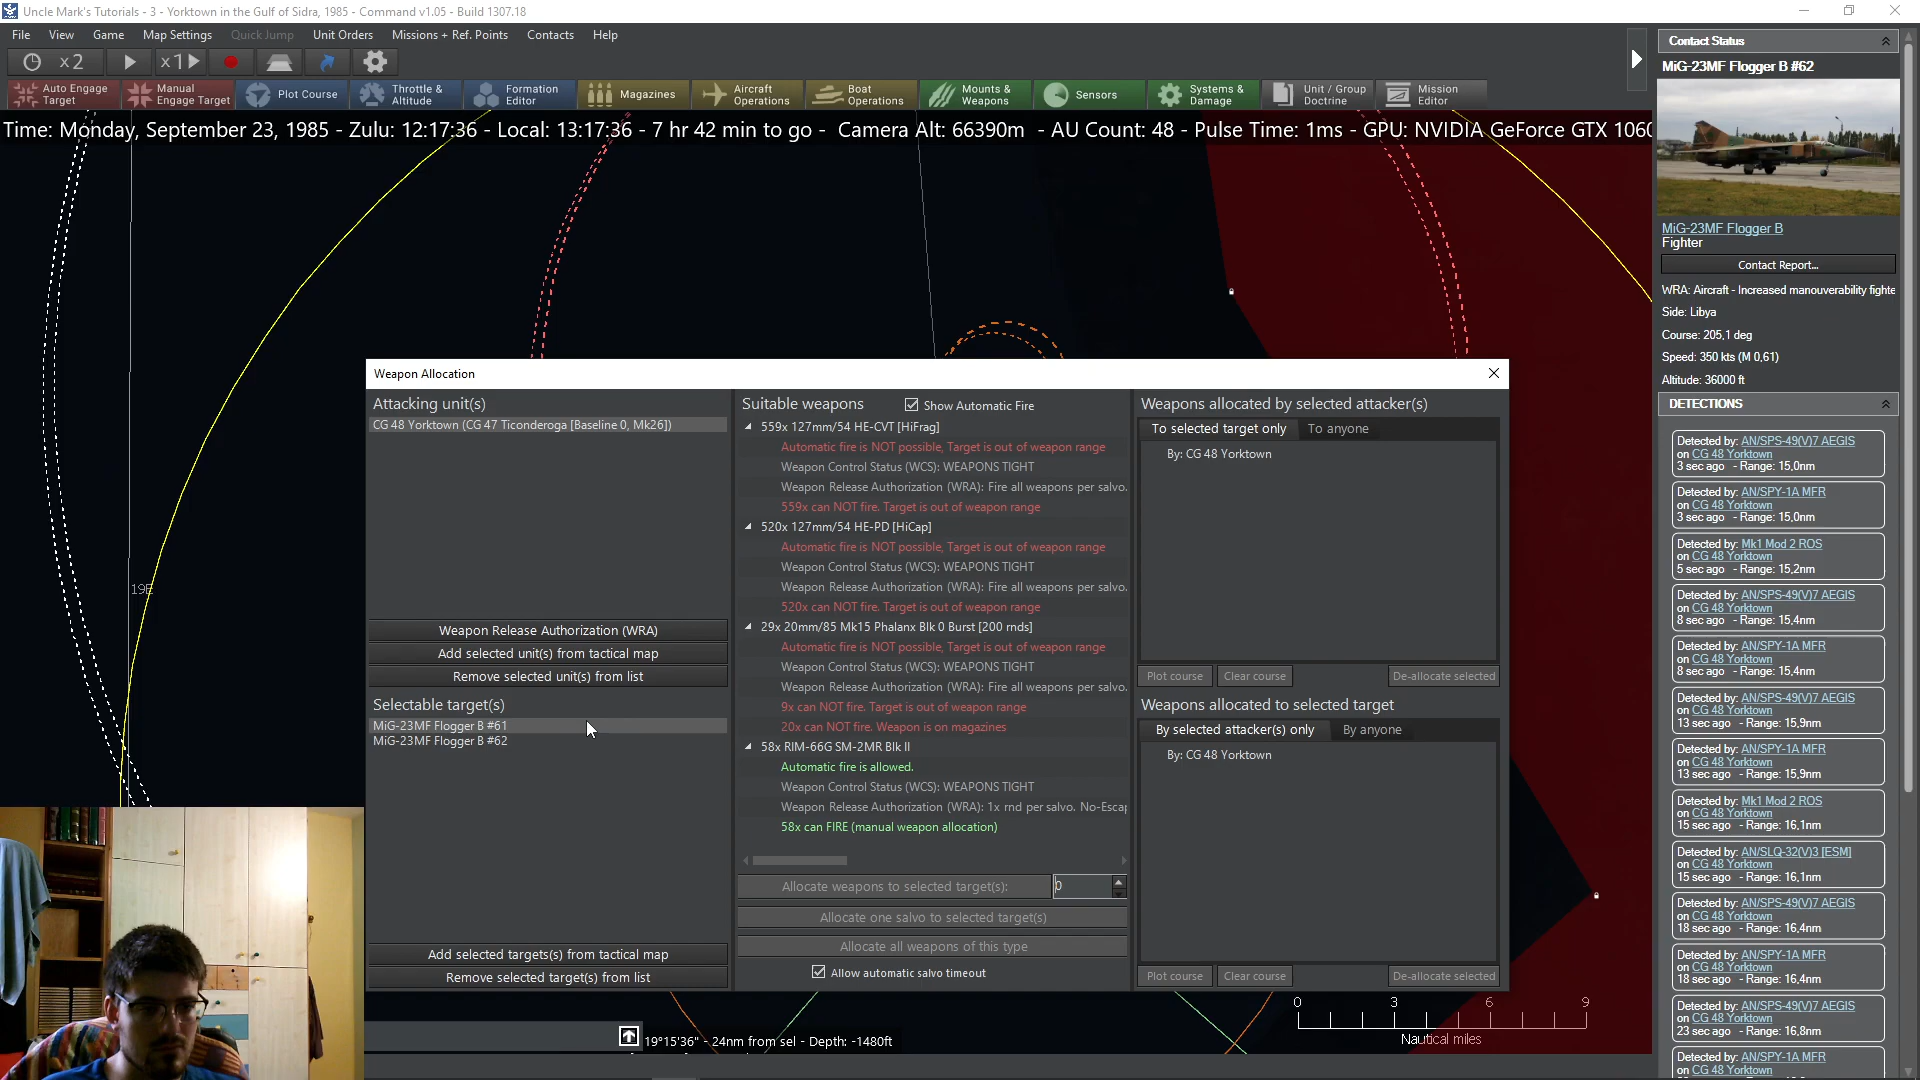 Uncle Mark's Tutorials - 3 - Yorktown in the Gulf of Sidra, 1985 - Command v1.05 - Build 1307.18
File View Game Map Settings Quick Jump Unit Orders Missions + Ref. Points Contacts Help
x 2 x 1
Auto Engage Target
Manual Engage Target
Plot Course
Throttle & Altitude
Formation Editor
Magazines
Aircraft Operations
Boat Operations
Mounts & Weapons
Sensors
Systems & Damage
Unit / Group Doctrine
Mission Editor
Time: Monday, September 23, 1985 - Zulu: 12:17:36 - Local: 13:17:36 - 7 hr 42 min to go - Camera Alt: 66390m - AU Count: 48 - Pulse Time: 1ms - GPU: NVIDIA GeForce GTX 1060
19E
Weapon Allocation
Attacking unit(s)
CG 48 Yorktown (CG 47 Ticonderoga [Baseline 0, Mk26])
Weapon Release Authorization (WRA)
Add selected unit(s) from tactical map
Remove selected unit(s) from list
Selectable target(s)
MiG-23MF Flogger B #61
MiG-23MF Flogger B #62
Add selected targets(s) from tactical map
Remove selected target(s) from list
Suitable weapons
Show Automatic Fire
559x 127mm/54 HE-CVT [HiFrag]
Automatic fire is NOT possible, Target is out of weapon range
Weapon Control Status (WCS): WEAPONS TIGHT
Weapon Release Authorization (WRA): Fire all weapons per salvo.
559x can NOT fire. Target is out of weapon range
520x 127mm/54 HE-PD [HiCap]
Automatic fire is NOT possible, Target is out of weapon range
Weapon Control Status (WCS): WEAPONS TIGHT
Weapon Release Authorization (WRA): Fire all weapons per salvo.
520x can NOT fire. Target is out of weapon range
29x 20mm/85 Mk15 Phalanx Blk 0 Burst [200 rnds]
Automatic fire is NOT possible, Target is out of weapon range
Weapon Control Status (WCS): WEAPONS TIGHT
Weapon Release Authorization (WRA): Fire all weapons per salvo.
9x can NOT fire. Target is out of weapon range
20x can NOT fire. Weapon is on magazines
58x RIM-66G SM-2MR Blk II
Automatic fire is allowed.
Weapon Control Status (WCS): WEAPONS TIGHT
Weapon Release Authorization (WRA): 1x rnd per salvo. No-Escap
58x can FIRE (manual weapon allocation)
Allocate weapons to selected target(s): 0
Allocate one salvo to selected target(s)
Allocate all weapons of this type
Allow automatic salvo timeout
Weapons allocated by selected attacker(s)
To selected target only To anyone
By: CG 48 Yorktown
Plot course Clear course De-allocate selected
Weapons allocated to selected target
By selected attacker(s) only By anyone
By: CG 48 Yorktown
Plot course Clear course De-allocate selected
0 3 6 9
Nautical miles
19°15'36" - 24nm from sel - Depth: -1480ft
Contact Status
MiG-23MF Flogger B #62
MiG-23MF Flogger B
Fighter
Contact Report...
WRA: Aircraft - Increased manouverability fighte
Side: Libya
Course: 205,1 deg
Speed: 350 kts (M 0,61)
Altitude: 36000 ft
DETECTIONS
Detected by: AN/SPS-49(V)7 AEGIS
on CG 48 Yorktown
3 sec ago - Range: 15,0nm
Detected by: AN/SPY-1A MFR
on CG 48 Yorktown
3 sec ago - Range: 15,0nm
Detected by: Mk1 Mod 2 ROS
on CG 48 Yorktown
5 sec ago - Range: 15,2nm
Detected by: AN/SPS-49(V)7 AEGIS
on CG 48 Yorktown
8 sec ago - Range: 15,4nm
Detected by: AN/SPY-1A MFR
on CG 48 Yorktown
8 sec ago - Range: 15,4nm
Detected by: AN/SPS-49(V)7 AEGIS
on CG 48 Yorktown
13 sec ago - Range: 15,9nm
Detected by: AN/SPY-1A MFR
on CG 48 Yorktown
13 sec ago - Range: 15,9nm
Detected by: Mk1 Mod 2 ROS
on CG 48 Yorktown
15 sec ago - Range: 16,1nm
Detected by: AN/SLQ-32(V)3 [ESM]
on CG 48 Yorktown
15 sec ago - Range: 16,1nm
Detected by: AN/SPS-49(V)7 AEGIS
on CG 48 Yorktown
18 sec ago - Range: 16,4nm
Detected by: AN/SPY-1A MFR
on CG 48 Yorktown
18 sec ago - Range: 16,4nm
Detected by: AN/SPS-49(V)7 AEGIS
on CG 48 Yorktown
23 sec ago - Range: 16,8nm
Detected by: AN/SPY-1A MFR
on CG 48 Yorktown